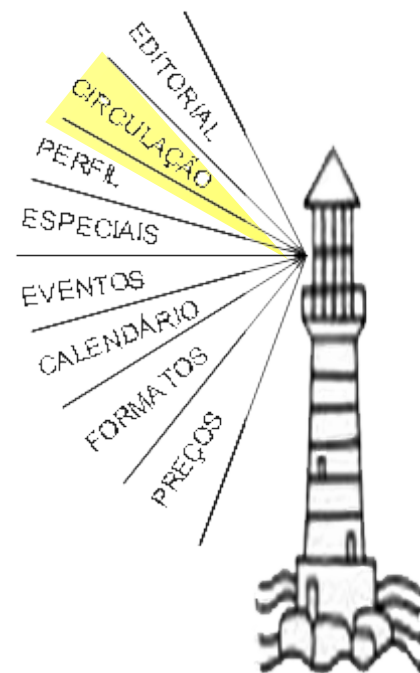 EDITORIAL
CIRCULAÇÃO
PERFIL
ESPECIAIS
EVENTOS
CALENDÁRIO
FORMATOS
PREÇOS